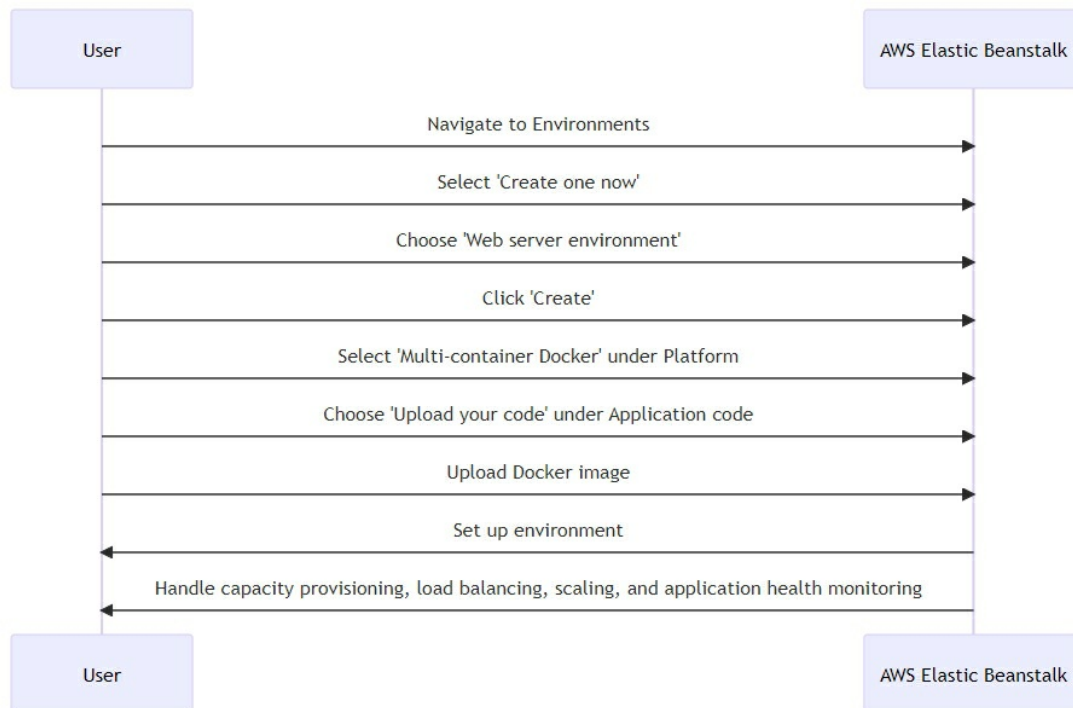 User
AWS Elastic Beanstalk
Navigate to Environments
Select 'Create one now'
Choose 'Web server environment'
Click 'Create'
Select 'Multi-container Docker' under Platform
Choose 'Upload your code' under Application code
Upload Docker image
Set up environment
Handle capacity provisioning, load balancing, scaling, and application health monitoring
User
AWS Elastic Beanstalk